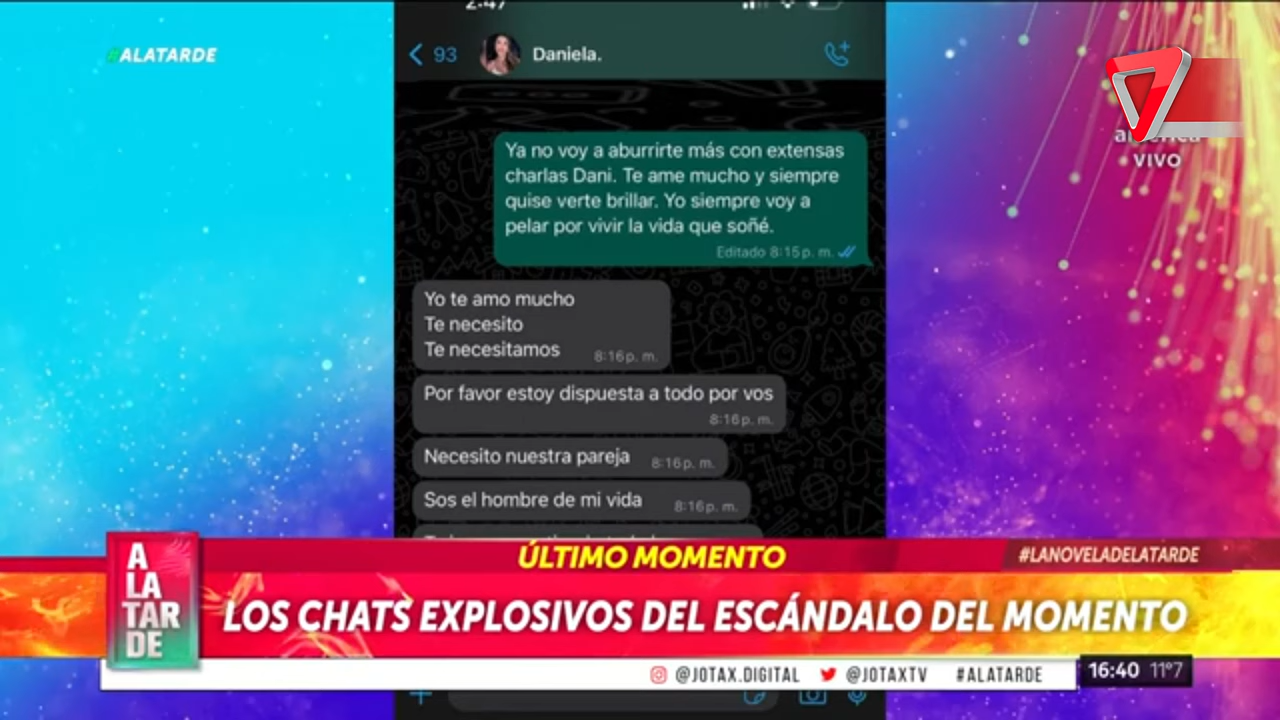 2:47
#ALATARDE
93
Daniela.
américa
VIVO
Ya no voy a aburrirte más con extensas
charlas Dani. Te ame mucho y siempre
quise verte brillar. Yo siempre voy a
pelar por vivir la vida que soñé.
Editado 8:15 p. m.
Yo te amo mucho
Te necesito
Te necesitamos
8:16 p. m.
Por favor estoy dispuesta a todo por vos
8:16 p. m.
Necesito nuestra pareja
8:16 p. m.
Sos el hombre de mi vida
8:16 p. m.
ÚLTIMO MOMENTO
#LANOVELADELATARDE
A
LA
TAR
DE
LOS CHATS EXPLOSIVOS DEL ESCÁNDALO DEL MOMENTO
@JOTAX.DIGITAL
@JOTAXTV
#ALATARDE
16:40
11°7